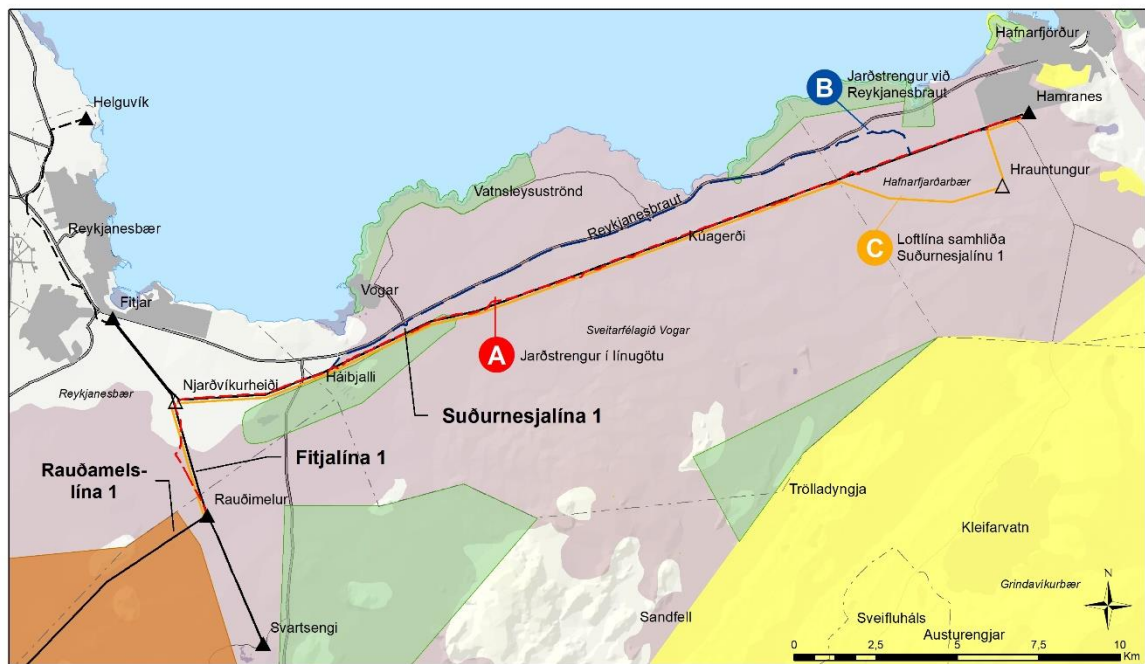 Hafnarfjörður
B
Jarðstrengur við
Reykjanesbraut
Helguvík
Hamranes
Hrauntungur
Vatnsleysuströnd
Hafnarfjarðarbær
Reykjanesbraut
Reykjanesbær
Kúagerði
C
Loftlína samhliða
Suðurnesjalínu 1
Vogar
Fitjar
Sveitarfélagið Vogar
A
Jarðstrengur í línugötu
Njarðvíkurheiði
Háibjalli
Reykjanesbær
Suðurnesjalína 1
Fitjalína 1
Rauðamels-
lína 1
Rauðimelur
Trölladyngja
Kleifarvatn
Grindavíkurbær
N
Sandfell
Sveifluháls
Austurengjar
Svartsengi
0 2,5 5 7,5 10
Km